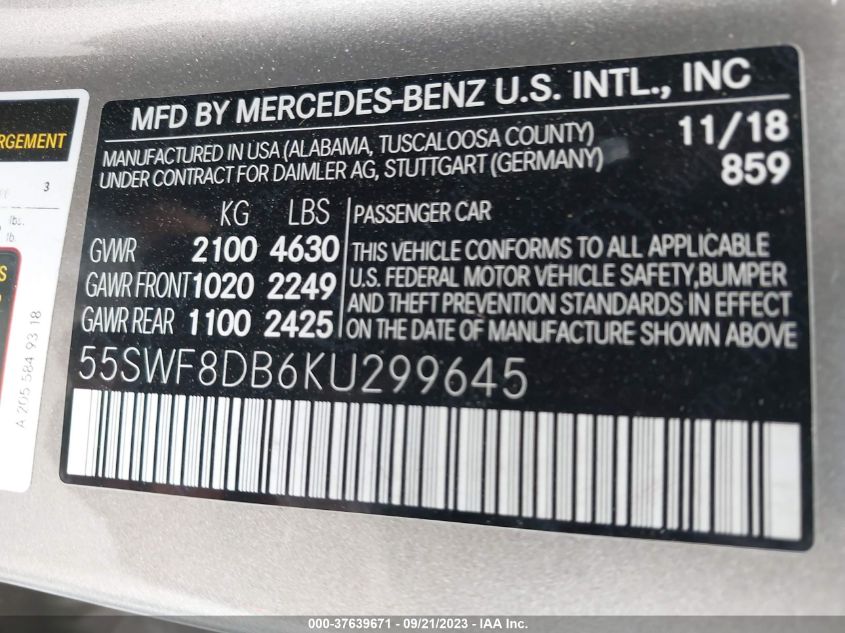 MFD BY MERCEDES-BENZ U.S. INTL., INC
MANUFACTURED IN USA (ALABAMA, TUSCALOOSA COUNTY) 11/18
UNDER CONTRACT FOR DAIMLER AG, STUTTGART (GERMANY) 859
KG LBS PASSENGER CAR
GVWR 2100 4630 THIS VEHICLE CONFORMS TO ALL APPLICABLE
GAWR FRONT 1020 2249 U.S. FEDERAL MOTOR VEHICLE SAFETY, BUMPER
AND THEFT PREVENTION STANDARDS IN EFFECT
GAWR REAR 1100 2425 ON THE DATE OF MANUFACTURE SHOWN ABOVE
55SWF8DB6KU299645
RGEMENT
3
lbs.
lb.
A 205 584 93 18
000-37639671 - 09/21/2023 - IAA Inc.